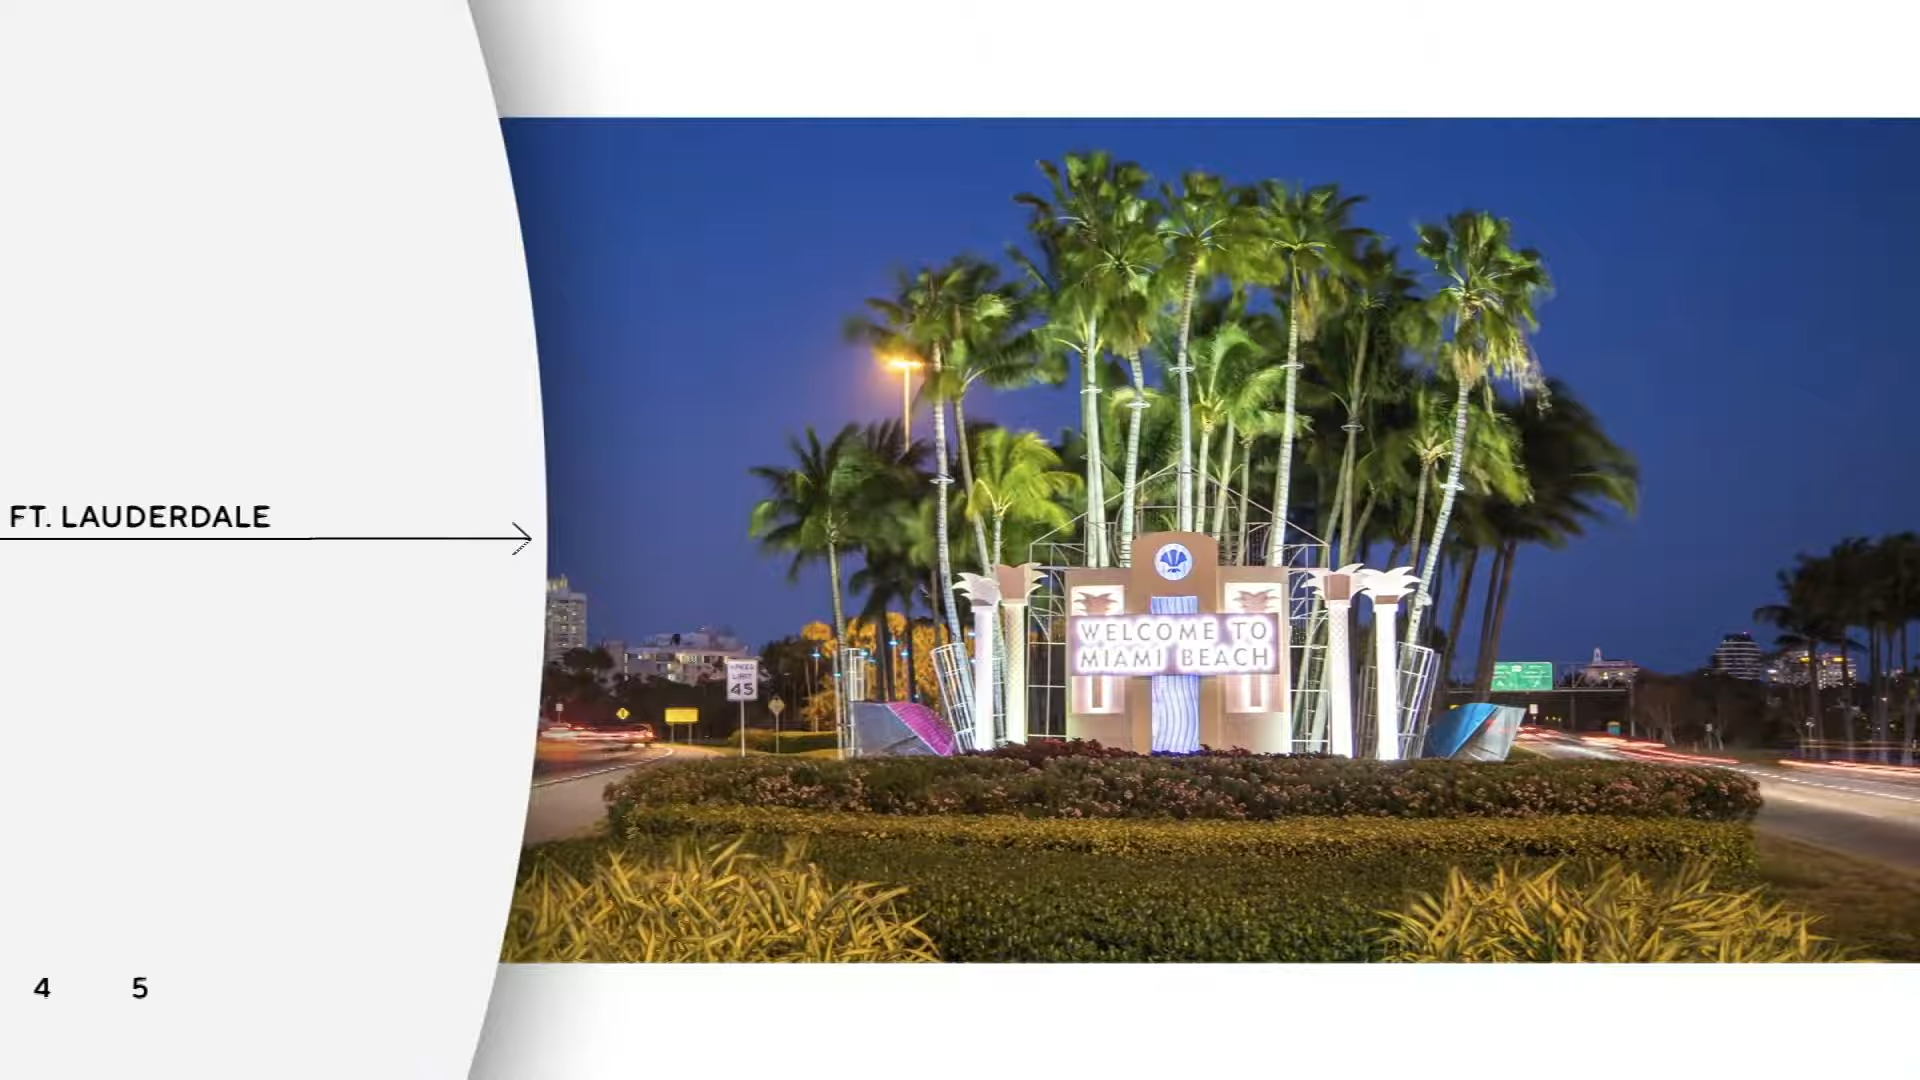 FT. LAUDERDALE
WELCOME TO
MIAMI BEACH
SPEED
LIMIT
45
4 5